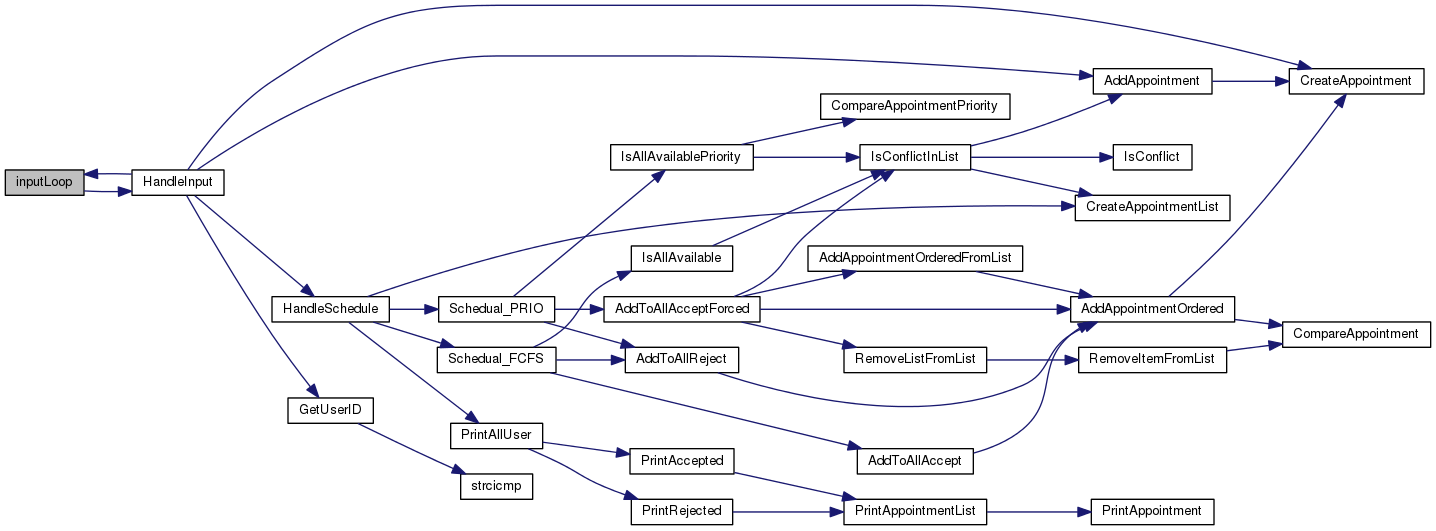 inputLoop
HandleInput
HandleSchedule
GetUserID
strcicmp
Schedual_PRIO
Schedual_FCFS
PrintAllUser
IsAllAvailablePriority
IsAllAvailable
AddToAllAcceptForced
AddToAllReject
PrintAccepted
PrintRejected
CompareAppointmentPriority
IsConflictInList
AddAppointmentOrderedFromList
RemoveListFromList
AddToAllAccept
PrintAppointmentList
AddAppointment
IsConflict
CreateAppointmentList
AddAppointmentOrdered
RemoveItemFromList
PrintAppointment
CreateAppointment
CompareAppointment